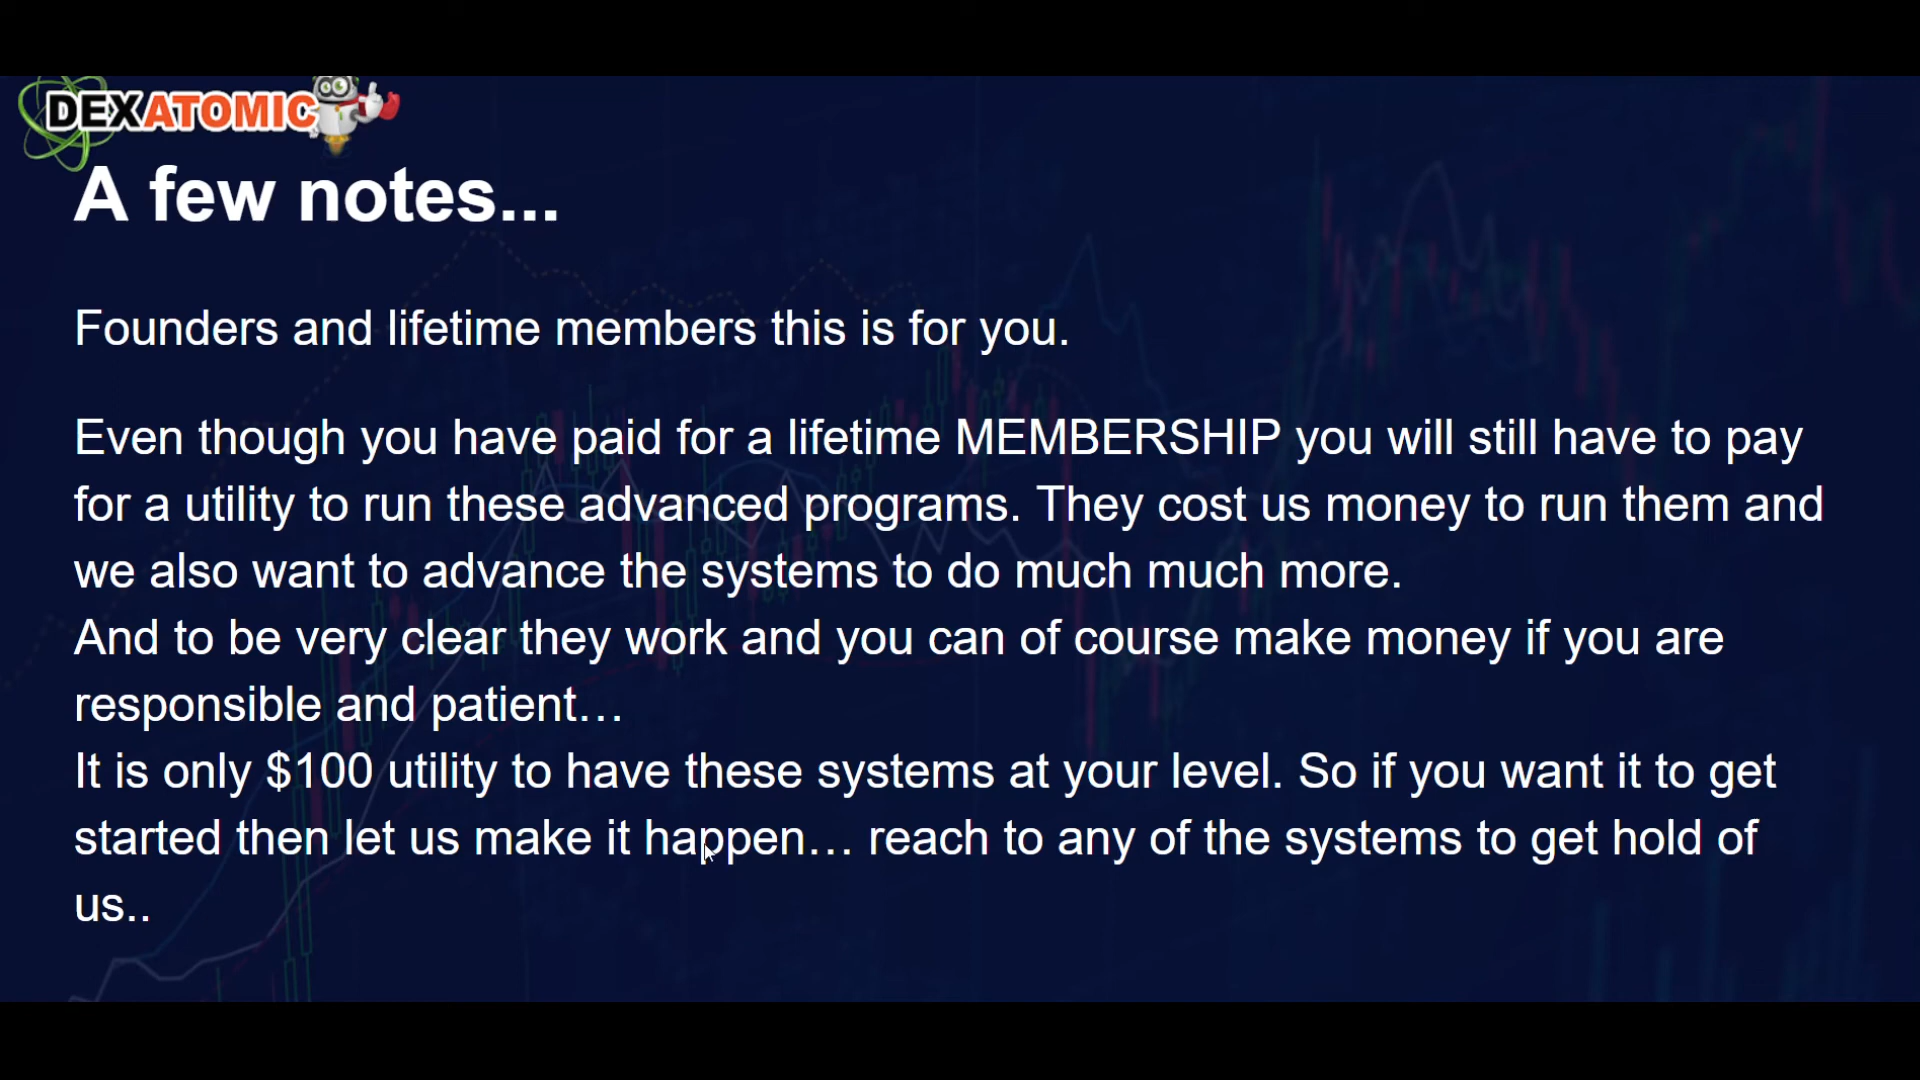 DEXATOMIC
A few notes...
Founders and lifetime members this is for you.
Even though you have paid for a lifetime MEMBERSHIP you will still have to pay
for a utility to run these advanced programs. They cost us money to run them and
we also want to advance the systems to do much much more.
And to be very clear they work and you can of course make money if you are
responsible and patient…
It is only $100 utility to have these systems at your level. So if you want it to get
started then let us make it happen… reach to any of the systems to get hold of
us..